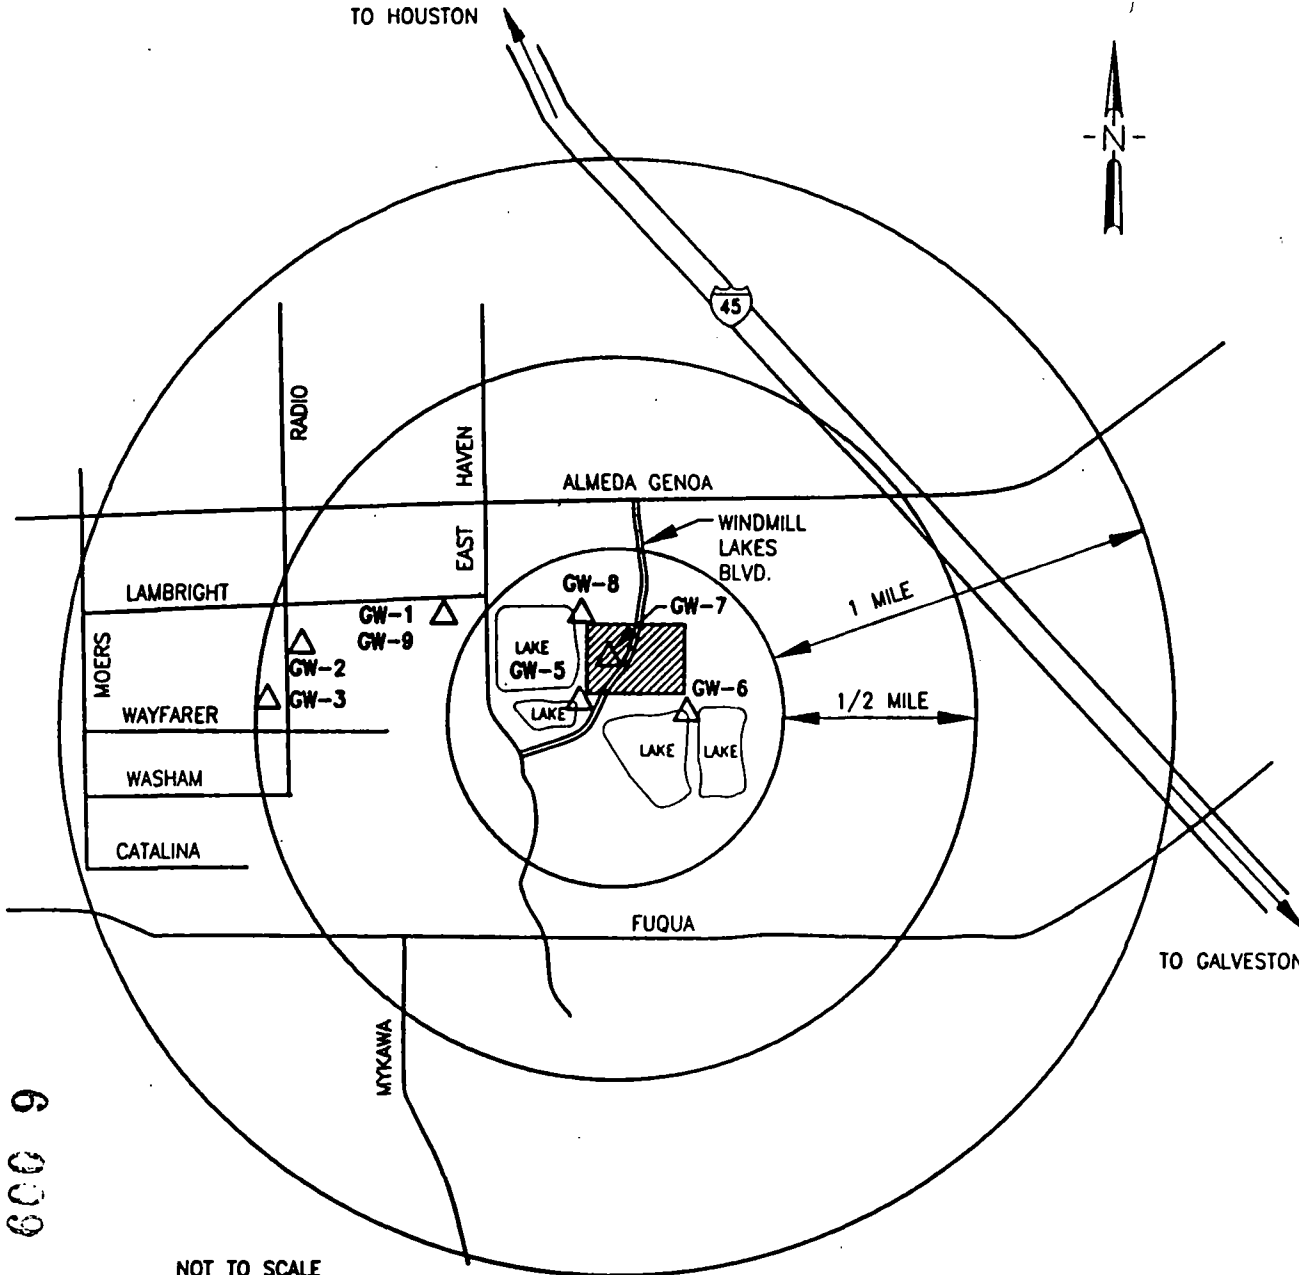 TO HOUSTON
N
45
RADIO
HAVEN
EAST
ALMEDA GENOA
WINDMILL
LAKES
BLVD.
1 MILE
LAMBRIGHT
GW-8
GW-1
GW-9
GW-7
MOERS
GW-2
LAKE
GW-5
GW-3
GW-6
1/2 MILE
WAYFARER
LAKE
LAKE
LAKE
WASHAM
CATALINA
FUQUA
TO GALVESTON
MYKAWA
NOT TO SCALE